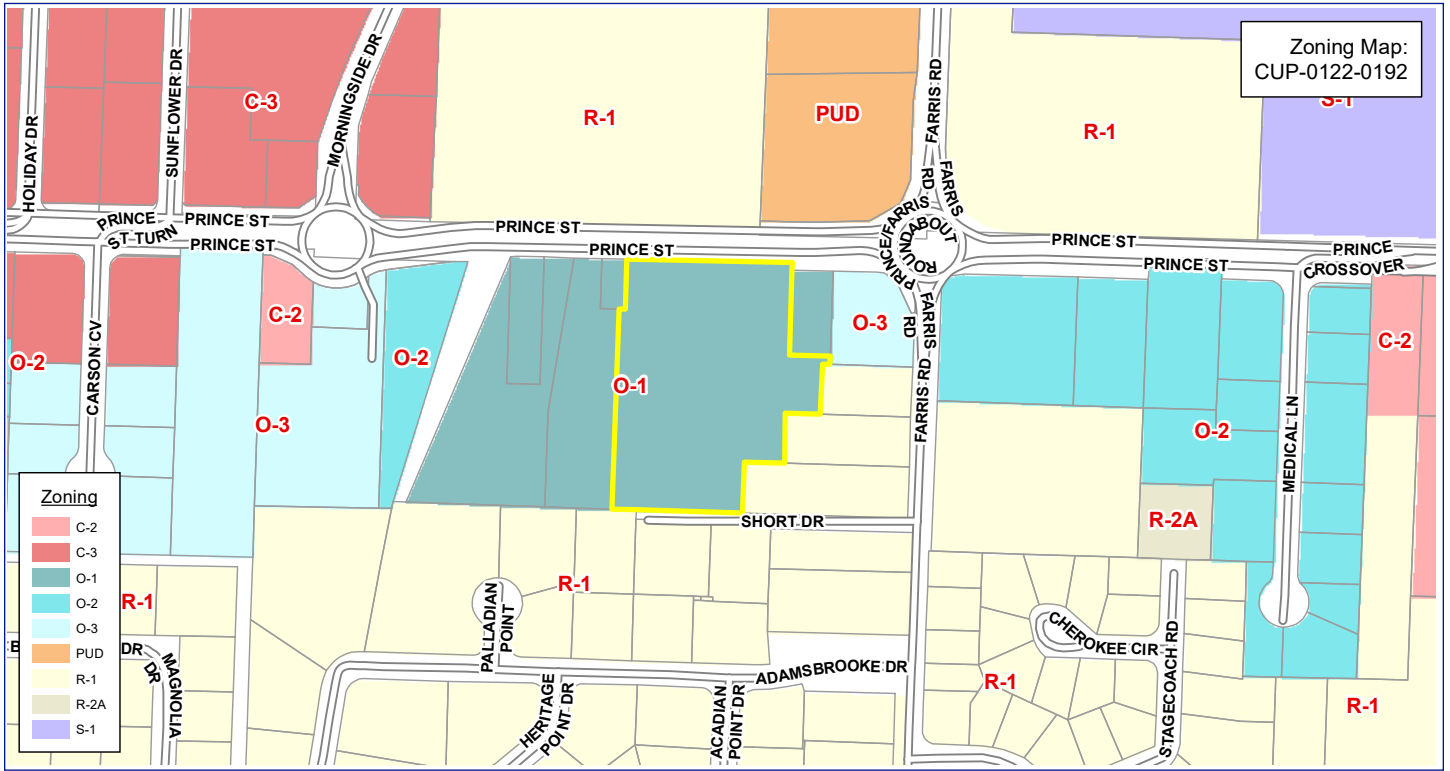 Zoning Map:
CUP-0122-0192
HOLIDAY DR
SUNFLOWER DR
C-3
MORNINGSIDE DR
R-1
PUD
FARRIS RD
R-1
S-1
FARRIS
RD
PRINCE
ST TURN
PRINCE ST
PRINCE ST
PRINCE ST
PRINCE ST
PRINCE/FARRIS
ROUNDABOUT
PRINCE
PRINCE ST
PRINCE ST
PRINCE
CROSSOVER
O-2
CARSON CV
C-2
O-3
O-2
O-1
O-3
FARRIS
RD
FARRIS RD
O-2
MEDICAL LN
C-2
SHORT DR
R-2A
Zoning
C-2
C-3
O-1
O-2
O-3
PUD
R-1
R-2A
S-1
R-1
B
DR
DR
MAGNOLIA
PALLADIAN
POINT
R-1
HERITAGE
POINT DR
ACADIAN
POINT DR
ADAMSBROOKE DR
CHEROKEE CIR
STAGECOACH RD
R-1
R-1